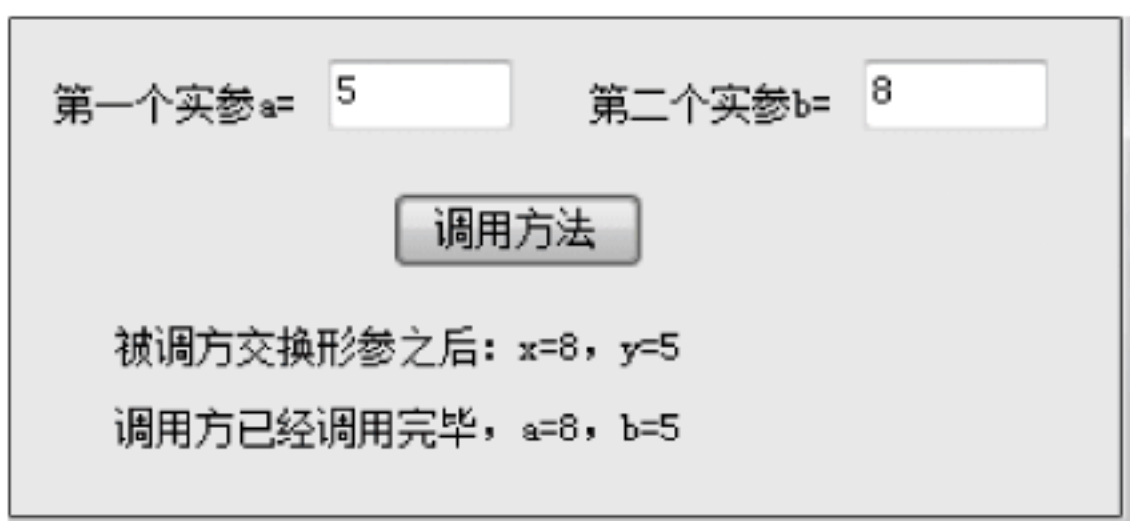 第一个实参a= 5 第二个实参b= 8
调用方法
被调方交换形参之后：x=8，y=5
调用方已经调用完毕，a=8，b=5